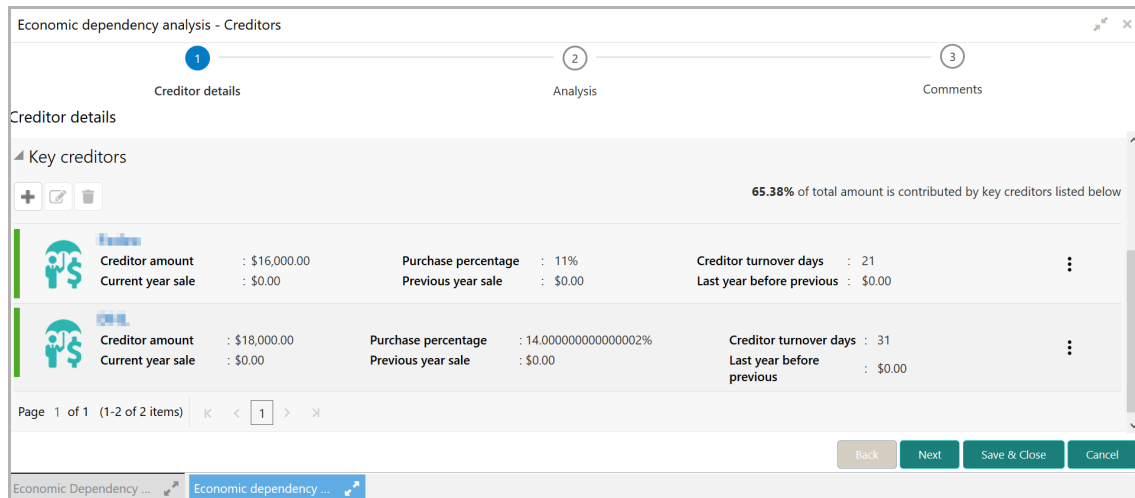 Economic dependency analysis - Creditors
1 2 3
Creditor details Analysis Comments
Creditor details
Key creditors
65.38% of total amount is contributed by key creditors listed below
Creditor amount : $16,000.00 Purchase percentage : 11% Creditor turnover days : 21
Current year sale : $0.00 Previous year sale : $0.00 Last year before previous : $0.00
Creditor amount : $18,000.00 Purchase percentage : 14.000000000000002% Creditor turnover days : 31
Current year sale : $0.00 Previous year sale : $0.00 Last year before previous : $0.00
Page 1 of 1 (1-2 of 2 items) 1
Back Next Save & Close Cancel
Economic Dependency ... Economic dependency ...